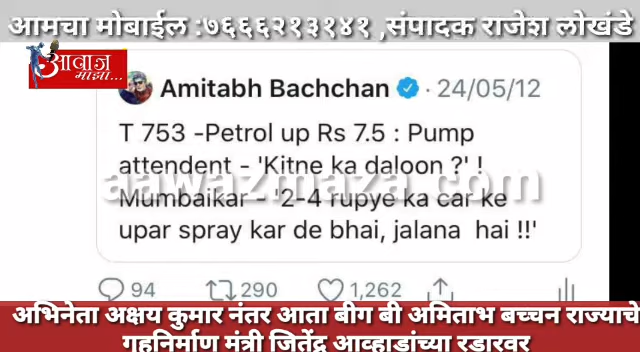 आमचा मोबाईल :७६६६२१३१४१ ,संपादक राजेश लोखंडे
आवाज
माझा...
Amitabh Bachchan · 24/05/12
T 753 -Petrol up Rs 7.5 : Pump
attendent - 'Kitne ka daloon ?' !
aawazmaza.com
Mumbaikar - '2-4 rupye ka car ke
upar spray kar de bhai, jalana hai !!'
94 290 1,262
अभिनेता अक्षय कुमार नंतर आता बीग बी अमिताभ बच्चन राज्याचे
गृहनिर्माण मंत्री जितेंद्र आव्हाडांच्या रडारवर